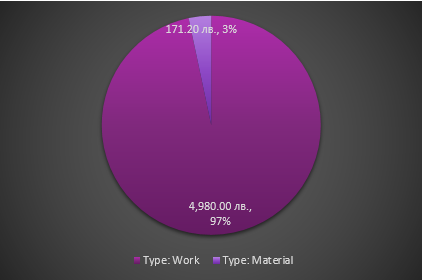 171.20 лв., 3%
4,980.00 лв.,
97%
Type: Work
Type: Material